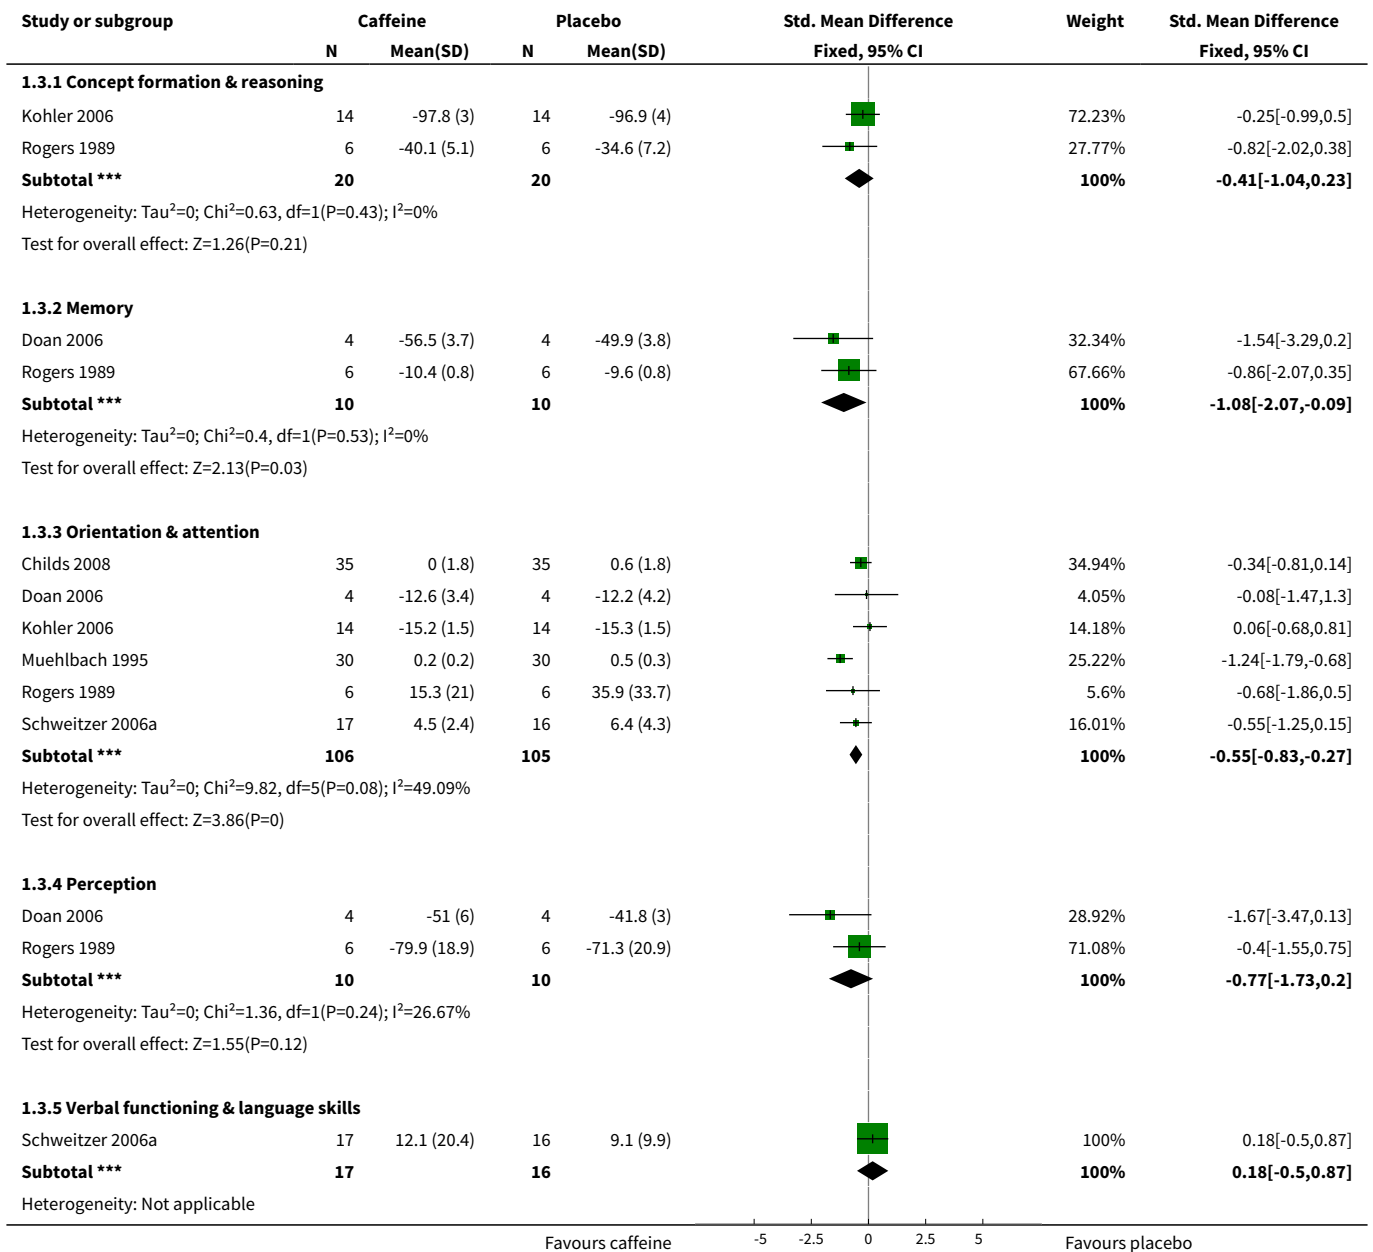 Study or subgroup Caffeine Placebo Std. Mean Difference Weight Std. Mean Difference
N Mean(SD) N Mean(SD) Fixed, 95% CI Fixed, 95% CI
1.3.1 Concept formation & reasoning
Kohler 2006 14 -97.8 (3) 14 -96.9 (4) 72.23% -0.25[-0.99,0.5]
Rogers 1989 6 -40.1 (5.1) 6 -34.6 (7.2) 27.77% -0.82[-2.02,0.38]
Subtotal *** 20 20 100% -0.41[-1.04,0.23]
Heterogeneity: Tau²=0; Chi²=0.63, df=1(P=0.43); I²=0%
Test for overall effect: Z=1.26(P=0.21)
1.3.2 Memory
Doan 2006 4 -56.5 (3.7) 4 -49.9 (3.8) 32.34% -1.54[-3.29,0.2]
Rogers 1989 6 -10.4 (0.8) 6 -9.6 (0.8) 67.66% -0.86[-2.07,0.35]
Subtotal *** 10 10 100% -1.08[-2.07,-0.09]
Heterogeneity: Tau²=0; Chi²=0.4, df=1(P=0.53); I²=0%
Test for overall effect: Z=2.13(P=0.03)
1.3.3 Orientation & attention
Childs 2008 35 0 (1.8) 35 0.6 (1.8) 34.94% -0.34[-0.81,0.14]
Doan 2006 4 -12.6 (3.4) 4 -12.2 (4.2) 4.05% -0.08[-1.47,1.3]
Kohler 2006 14 -15.2 (1.5) 14 -15.3 (1.5) 14.18% 0.06[-0.68,0.81]
Muehlbach 1995 30 0.2 (0.2) 30 0.5 (0.3) 25.22% -1.24[-1.79,-0.68]
Rogers 1989 6 15.3 (21) 6 35.9 (33.7) 5.6% -0.68[-1.86,0.5]
Schweitzer 2006a 17 4.5 (2.4) 16 6.4 (4.3) 16.01% -0.55[-1.25,0.15]
Subtotal *** 106 105 100% -0.55[-0.83,-0.27]
Heterogeneity: Tau²=0; Chi²=9.82, df=5(P=0.08); I²=49.09%
Test for overall effect: Z=3.86(P=0)
1.3.4 Perception
Doan 2006 4 -51 (6) 4 -41.8 (3) 28.92% -1.67[-3.47,0.13]
Rogers 1989 6 -79.9 (18.9) 6 -71.3 (20.9) 71.08% -0.4[-1.55,0.75]
Subtotal *** 10 10 100% -0.77[-1.73,0.2]
Heterogeneity: Tau²=0; Chi²=1.36, df=1(P=0.24); I²=26.67%
Test for overall effect: Z=1.55(P=0.12)
1.3.5 Verbal functioning & language skills
Schweitzer 2006a 17 12.1 (20.4) 16 9.1 (9.9) 100% 0.18[-0.5,0.87]
Subtotal *** 17 16 100% 0.18[-0.5,0.87]
Heterogeneity: Not applicable
Favours caffeine -5 -2.5 0 2.5 5 Favours placebo